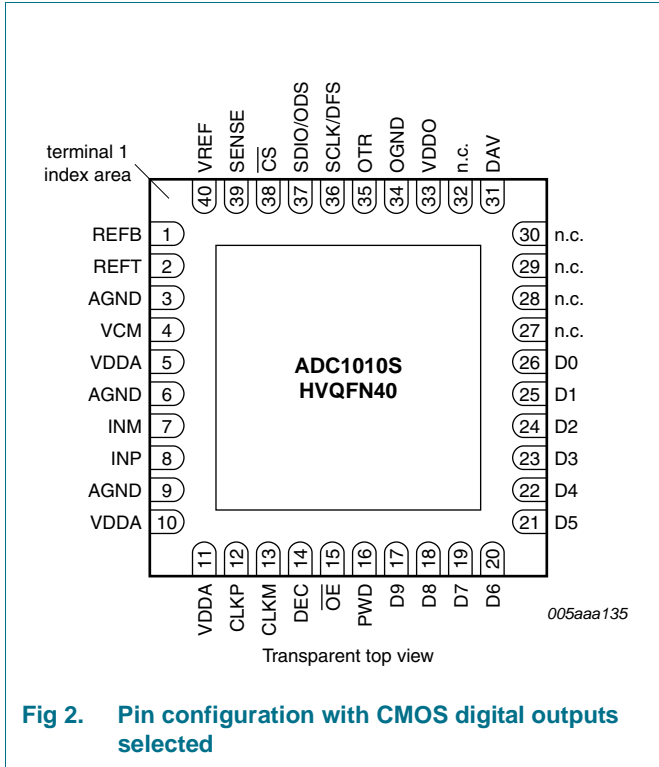 terminal 1
index area
VREF
SENSE
CS
SDIO/ODS
SCLK/DFS
OTR
OGND
VDDO
n.c.
DAV
40
39
38
37
36
35
34
33
32
31
REFB 1
REFT 2
AGND 3
VCM 4
VDDA 5
AGND 6
INM 7
INP 8
AGND 9
VDDA 10
ADC1010S
HVQFN40
30 n.c.
29 n.c.
28 n.c.
27 n.c.
26 D0
25 D1
24 D2
23 D3
22 D4
21 D5
11
12
13
14
15
16
17
18
19
20
VDDA
CLKP
CLKM
DEC
OE
PWD
D9
D8
D7
D6
005aaa135
Transparent top view
Fig 2. Pin configuration with CMOS digital outputs
selected